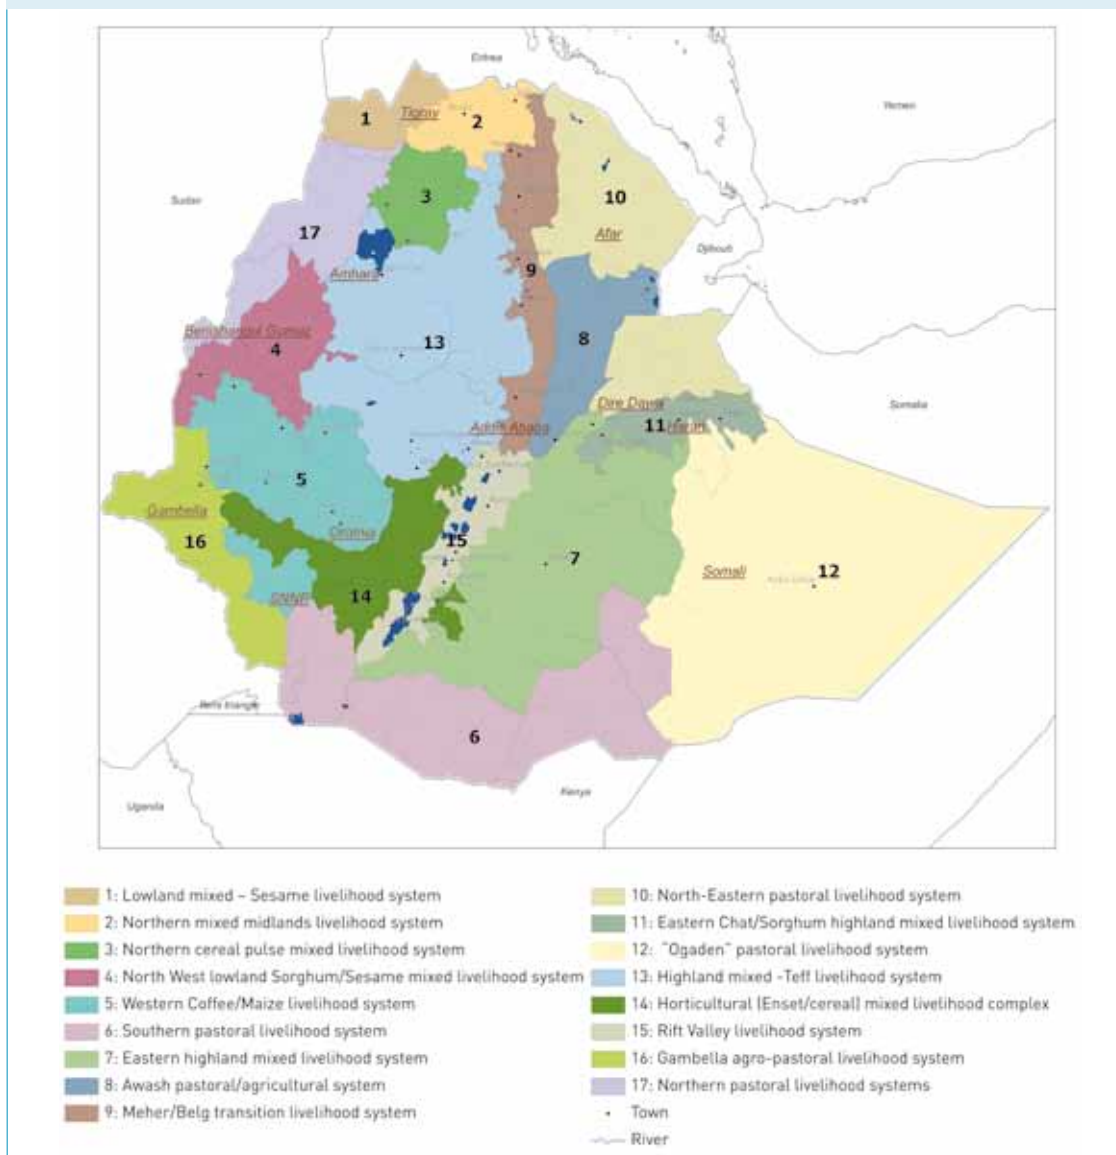 Eritrea
Yemen
1
Tigray
2
Sudan
3
10
17
Afar
Djibouti
9
Amhara
Benishangul Gumuz
4
13
8
Somalia
Dire Dawa
Addis Ababa
11
Harari
5
Gambella
Oromia
16
15
7
Somali
12
SNNP
14
6
Uganda
Kenya
1: Lowland mixed – Sesame livelihood system
2: Northern mixed midlands livelihood system
3: Northern cereal pulse mixed livelihood system
4: North West lowland Sorghum/Sesame mixed livelihood system
5: Western Coffee/Maize livelihood system
6: Southern pastoral livelihood system
7: Eastern highland mixed livelihood system
8: Awash pastoral/agricultural system
9: Meher/Belg transition livelihood system
10: North-Eastern pastoral livelihood system
11: Eastern Chat/Sorghum highland mixed livelihood system
12: "Ogaden" pastoral livelihood system
13: Highland mixed -Teff livelihood system
14: Horticultural [Enset/cereal] mixed livelihood complex
15: Rift Valley livelihood system
16: Gambella agro-pastoral livelihood system
17: Northern pastoral livelihood systems
Town
River